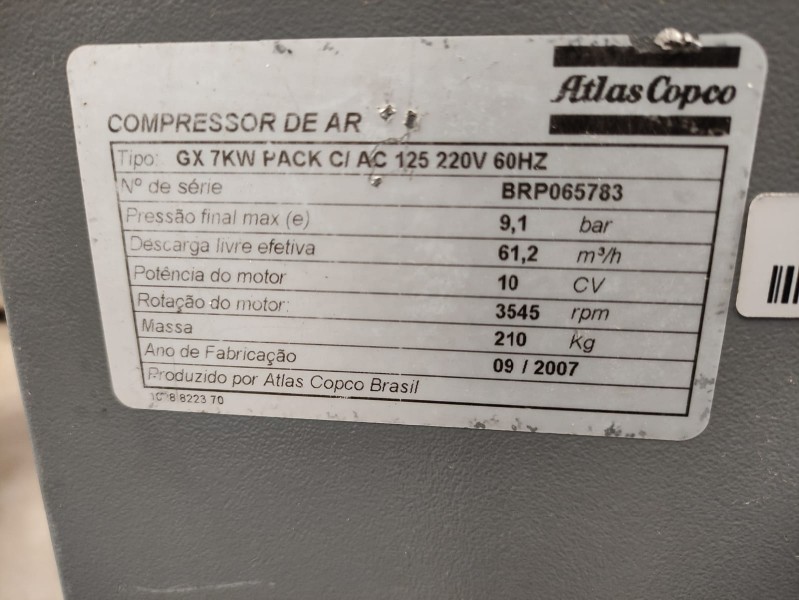 Atlas Copco
COMPRESSOR DE AR
Tipo: GX 7KW PACK C/ AC 125 220V 60HZ
Nº de série BRP065783
Pressão final max (e) 9,1 bar
Descarga livre efetiva 61,2 m³/h
Potência do motor 10 CV
Rotação do motor: 3545 rpm
Massa 210 Kg
Ano de Fabricação 09 / 2007
Produzido por Atlas Copco Brasil
8223 70